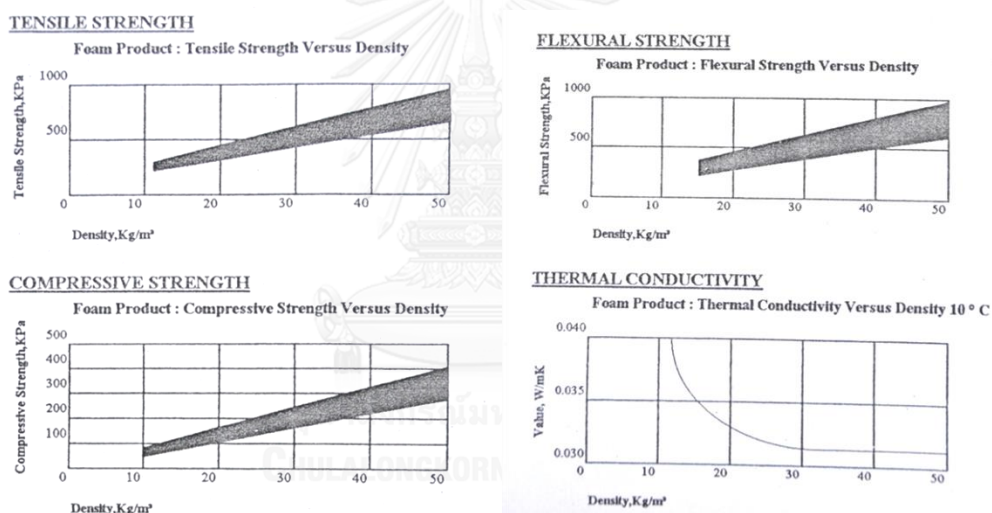 TENSILE STRENGTH
Foam Product : Tensile Strength Versus Density
Tensile Strength,KPa
1000
500
0 10 20 30 40 50
Density,Kg/m³
FLEXURAL STRENGTH
Foam Product : Flexural Strength Versus Density
Flexural Strength,KPa
1000
500
0 10 20 30 40 50
Density,Kg/m³
COMPRESSIVE STRENGTH
Foam Product : Compressive Strength Versus Density
Compressive Strength,KPa
500
400
300
200
100
0 10 20 30 40 50
Density,Kg/m³
THERMAL CONDUCTIVITY
Foam Product : Thermal Conductivity Versus Density 10 ° C
Value, W/mK
0.040
0.035
0.030
0 10 20 30 40 50
Density,Kg/m³
CHULALONGKORN